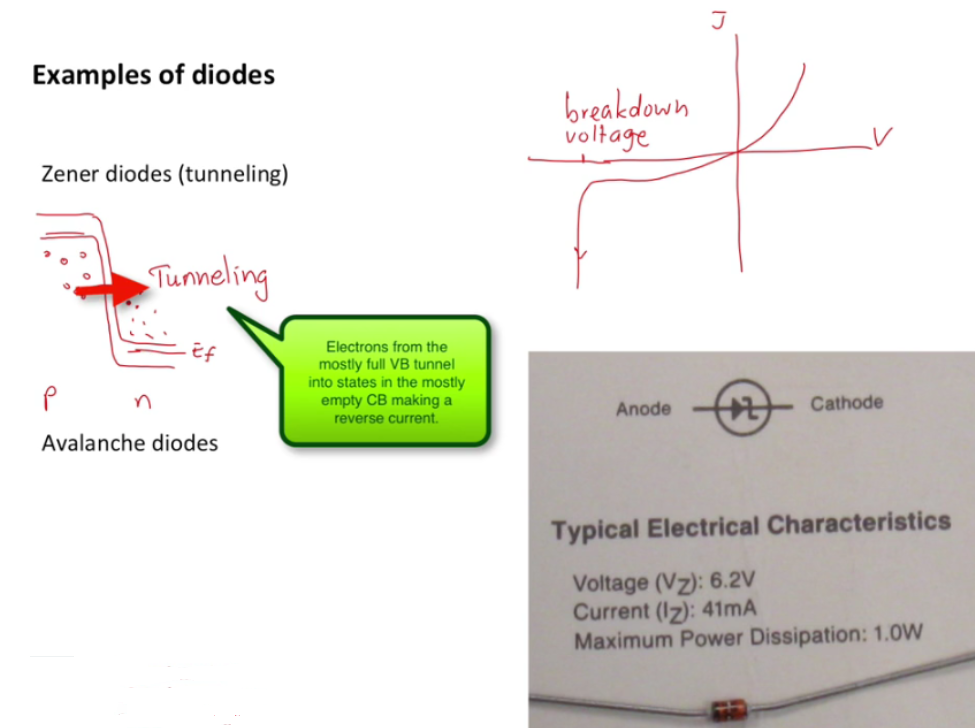 Examples of diodes
Zener diodes (tunneling)
Tunneling
Ef
p n
Electrons from the
mostly full VB tunnel
into states in the mostly
empty CB making a
reverse current.
Avalanche diodes
J
breakdown
voltage
V
Anode Cathode
Typical Electrical Characteristics
Voltage (VZ): 6.2V
Current (IZ): 41mA
Maximum Power Dissipation: 1.0W